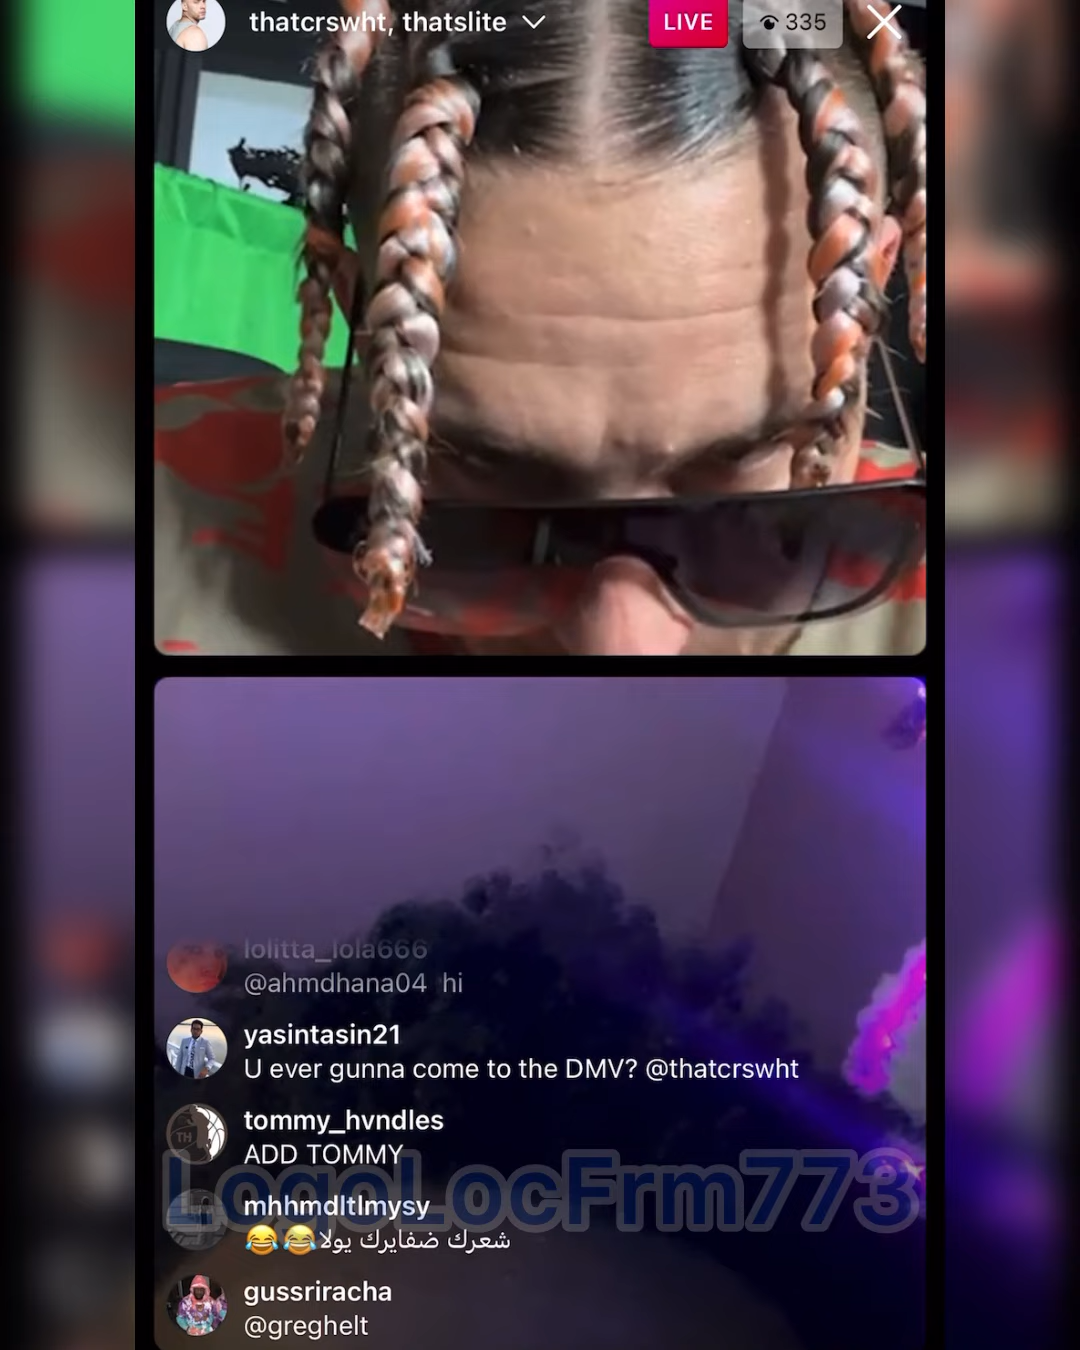 thatcrswht, thatslite
LIVE
335
lolitta_lola666
@ahmdhana04 hi
yasintasin21
U ever gunna come to the DMV? @thatcrswht
tommy_hvndles
TH
ADD TOMMY
LogoLocFrm773
mhhmdltlmysy
😂😂شعرك ضفايرك يولا
gussriracha
@greghelt